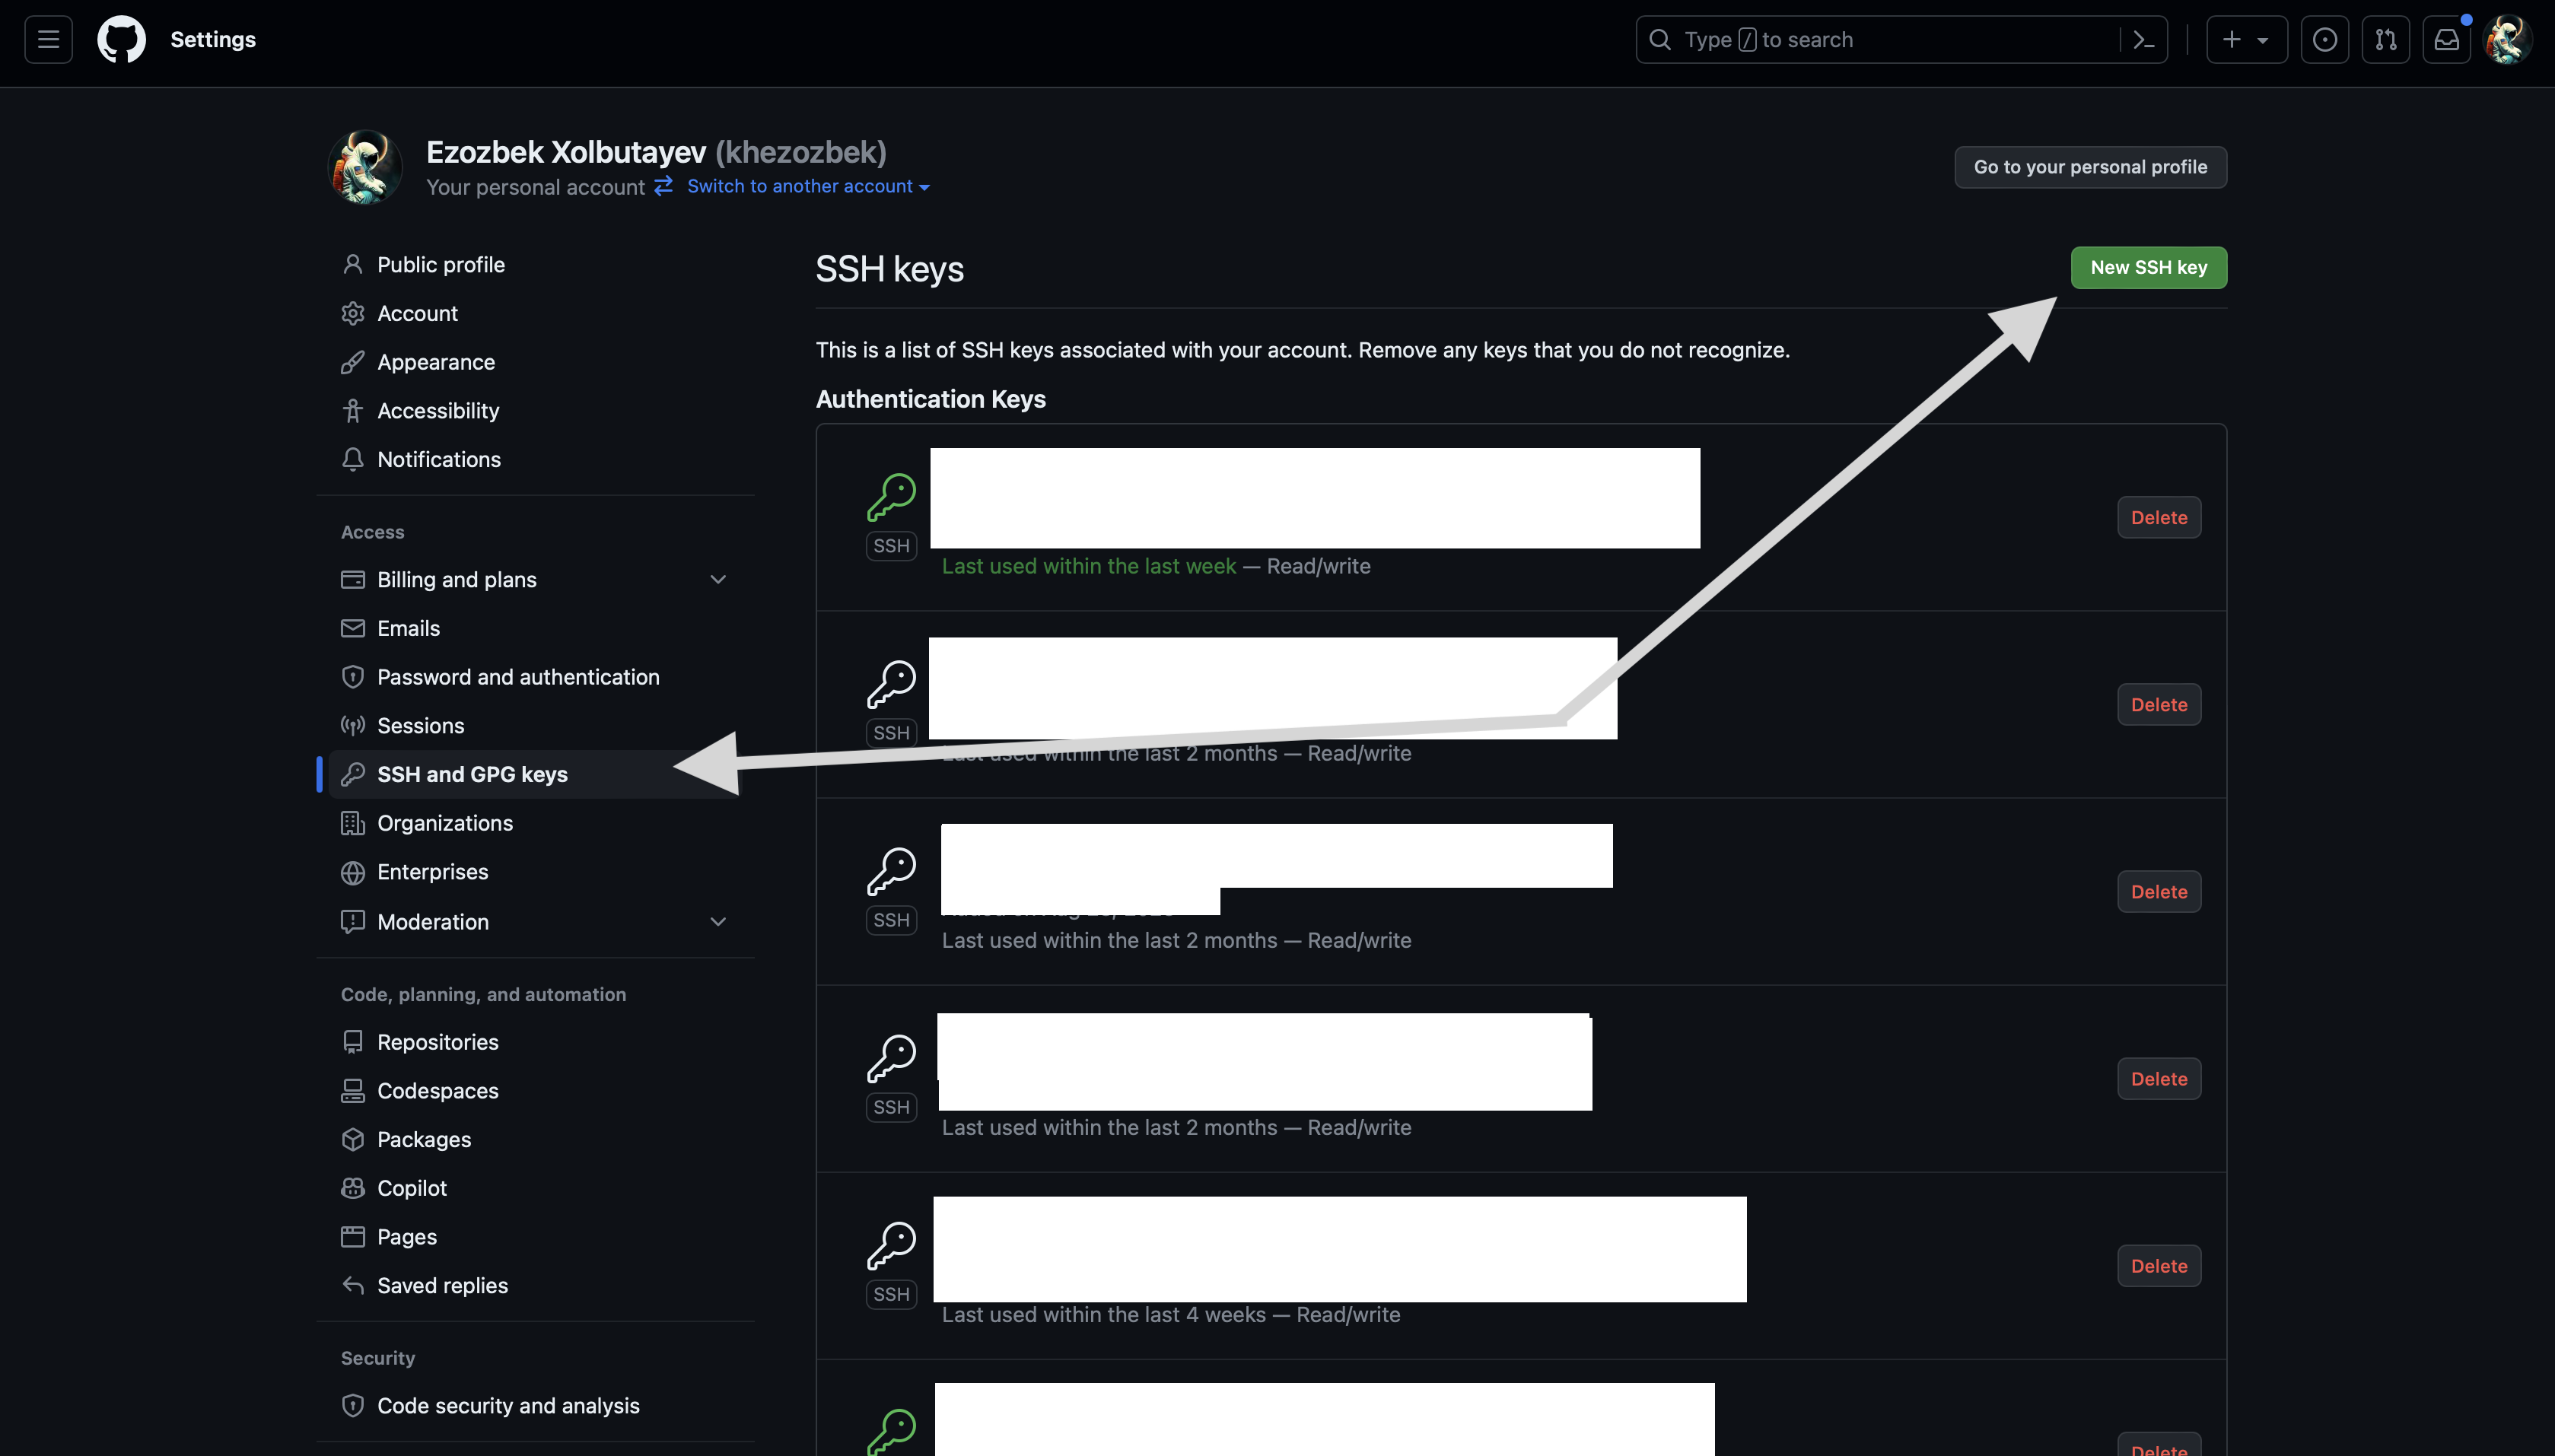 Settings
Type / to search
Ezozbek Xolbutayev (khezozbek)
Your personal account Switch to another account
Go to your personal profile
Public profile
Account
Appearance
Accessibility
Notifications
Access
Billing and plans
Emails
Password and authentication
Sessions
SSH and GPG keys
Organizations
Enterprises
Moderation
Code, planning, and automation
Repositories
Codespaces
Packages
Copilot
Pages
Saved replies
Security
Code security and analysis
SSH keys
New SSH key
This is a list of SSH keys associated with your account. Remove any keys that you do not recognize.
Authentication Keys
SSH
Last used within the last week — Read/write
Delete
SSH
Last used within the last 2 months — Read/write
Delete
SSH
Last used within the last 2 months — Read/write
Delete
SSH
Last used within the last 2 months — Read/write
Delete
SSH
Last used within the last 4 weeks — Read/write
Delete
Delete